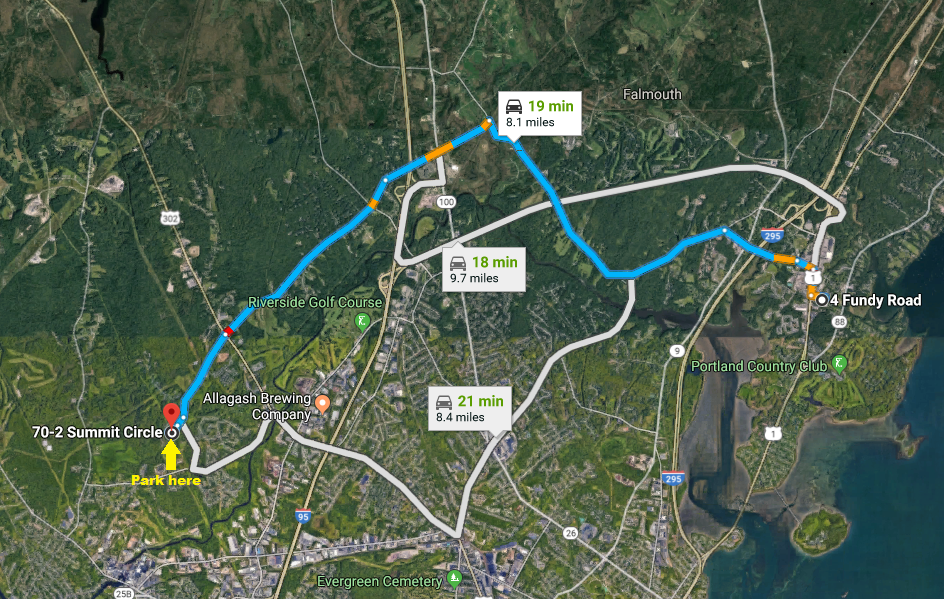 19 min
8.1 miles
Falmouth
100
302
295
18 min
9.7 miles
1
4 Fundy Road
Riverside Golf Course
88
9
Portland Country Club
Allagash Brewing
Company
21 min
8.4 miles
70-2 Summit Circle
1
Park here
295
95
26
Evergreen Cemetery
25B